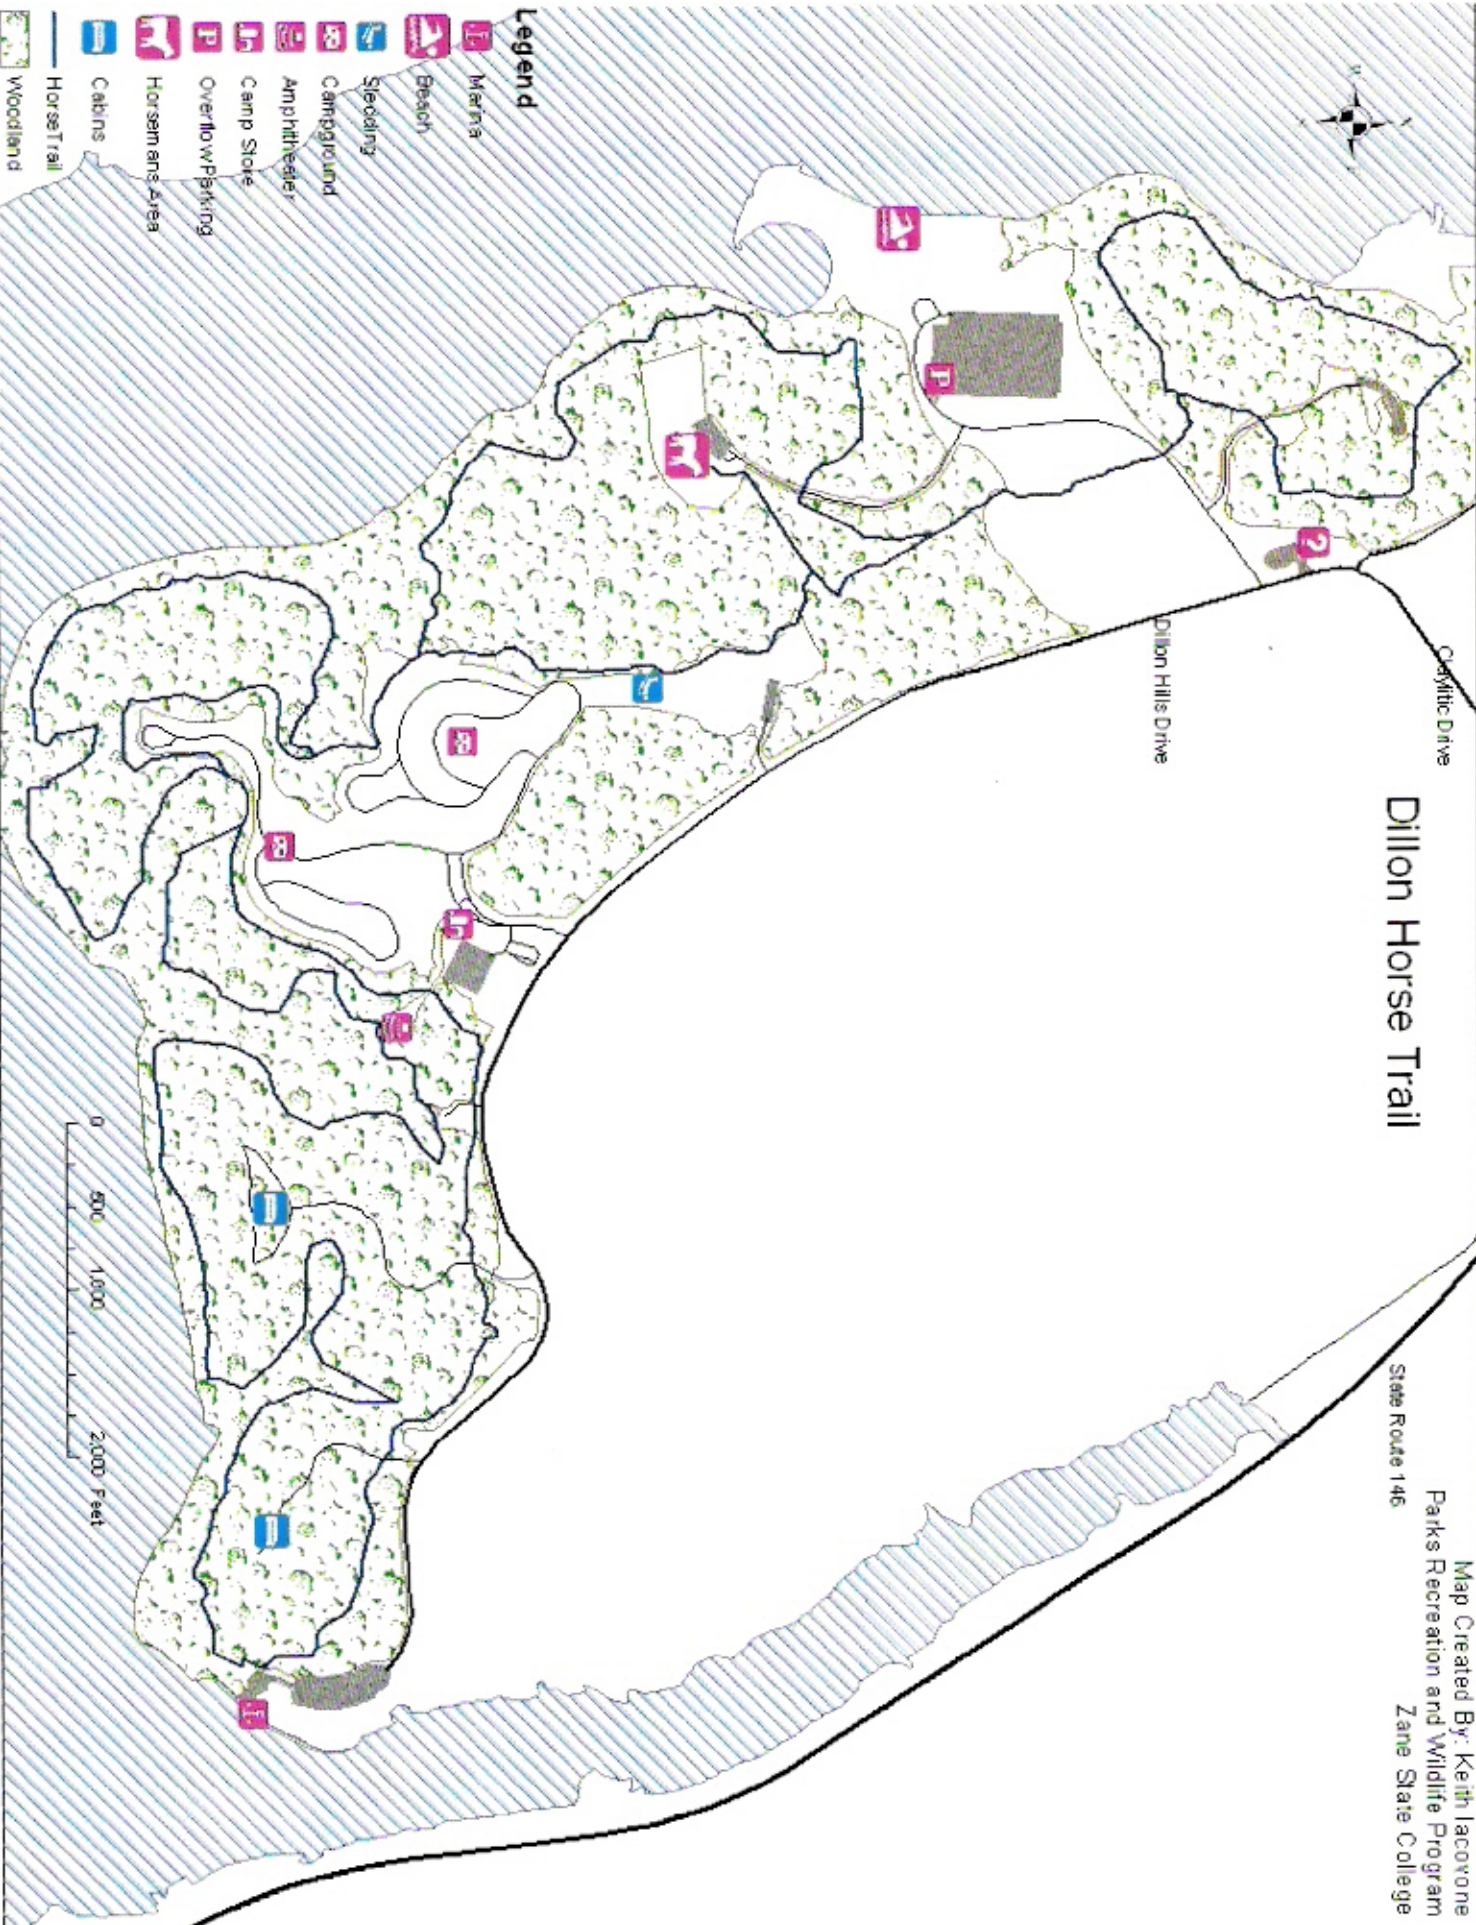 Dillon Horse Trail
Map Created By: Keith Iacovone
Parks Recreation and Wildlife Program
Zane State College
Dillon Hills Drive
State Route 146
P
?
Legend
Marina
Beach
Sledding
Campground
Amphitheater
Camp Store
P
Overflow Parking
Horsemans Area
Cabins
Horse Trail
Woodland
0 500 1,000 2,000 Feet